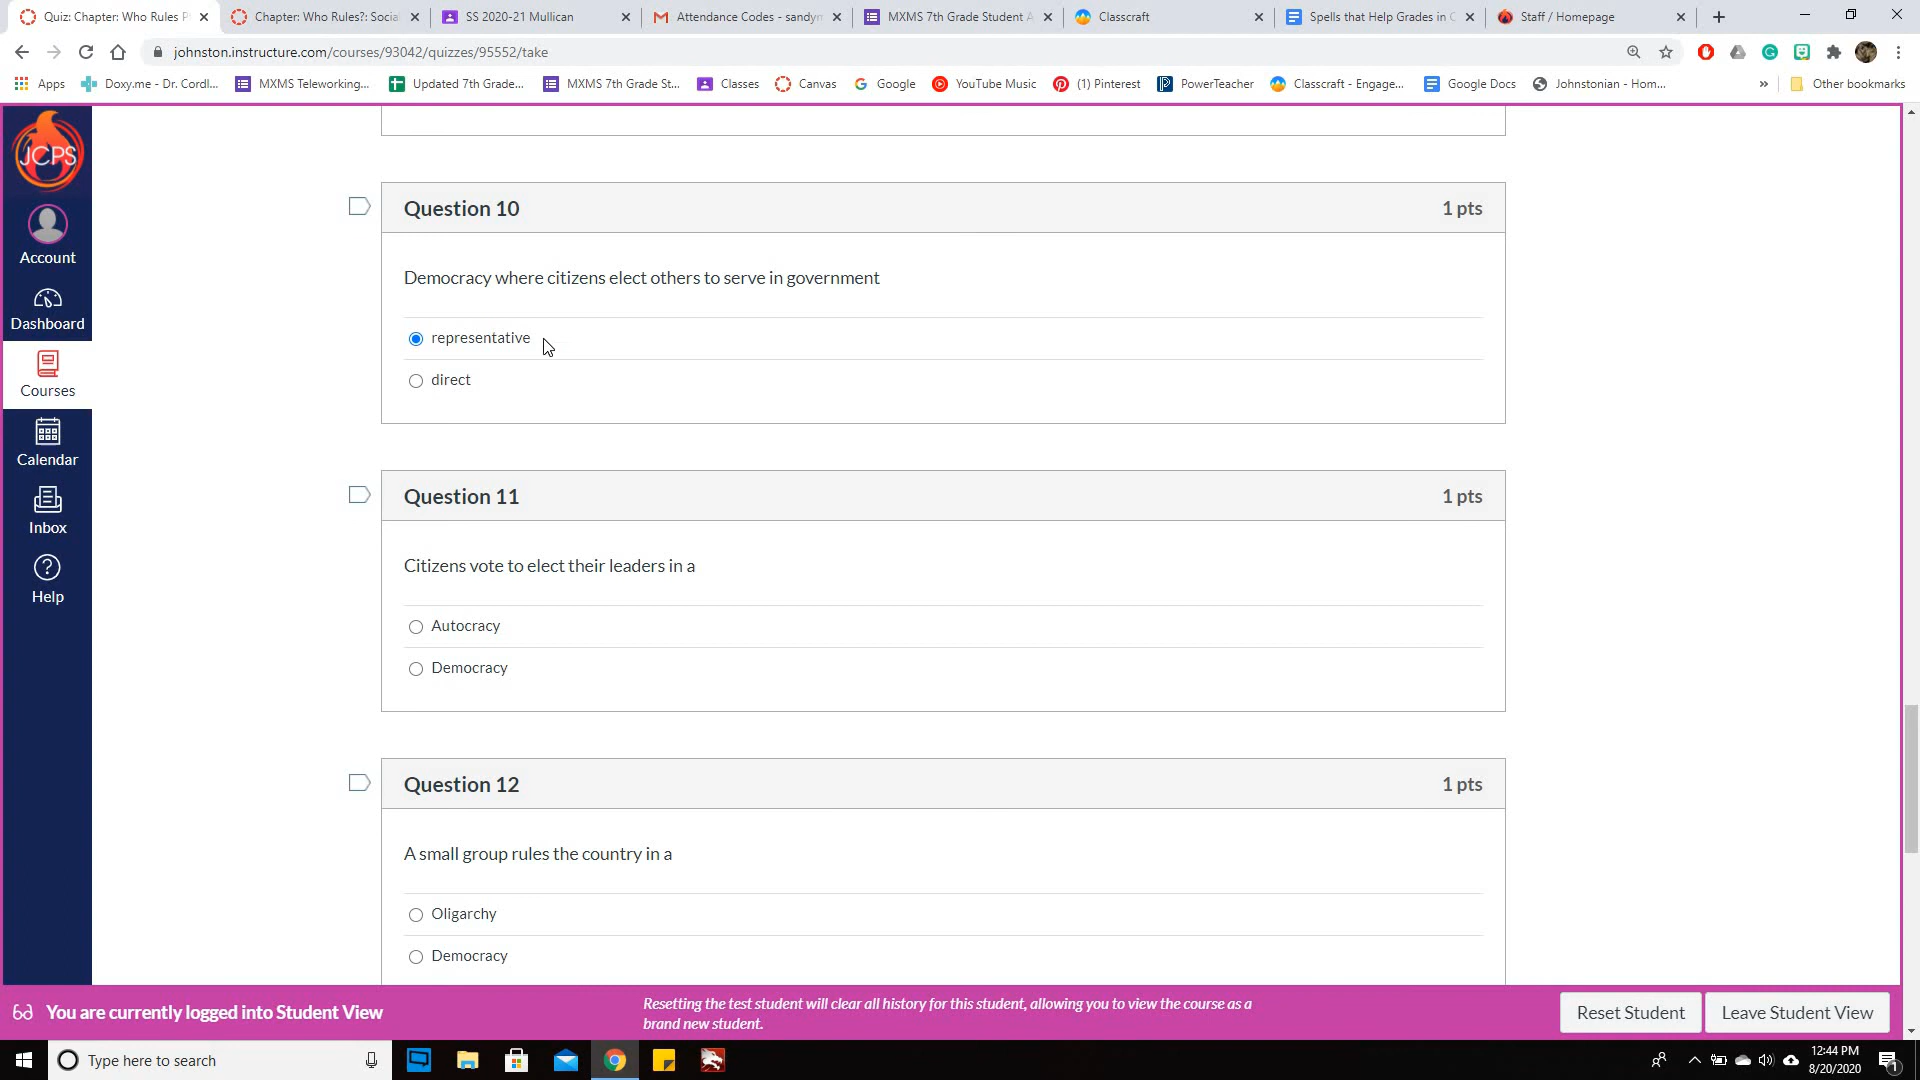 Quiz: Chapter: Who Rules P
Chapter: Who Rules?: Social
SS 2020-21 Mullican
Attendance Codes - sandym
MXMS 7th Grade Student A
Classcraft
Spells that Help Grades in C
Staff / Homepage
johnston.instructure.com/courses/93042/quizzes/95552/take
Apps
Doxy.me - Dr. Cordl...
MXMS Teleworking...
Updated 7th Grade...
MXMS 7th Grade St...
Classes
Canvas
Google
YouTube Music
(1) Pinterest
PowerTeacher
Classcraft - Engage...
Google Docs
Johnstonian - Hom...
»
Other bookmarks
JCPS
Account
Dashboard
Courses
Calendar
Inbox
Help
Question 10
1 pts
Democracy where citizens elect others to serve in government
representative
direct
Question 11
1 pts
Citizens vote to elect their leaders in a
Autocracy
Democracy
Question 12
1 pts
A small group rules the country in a
Oligarchy
Democracy
You are currently logged into Student View
Resetting the test student will clear all history for this student, allowing you to view the course as a
brand new student.
Reset Student
Leave Student View
Type here to search
12:44 PM
8/20/2020
1